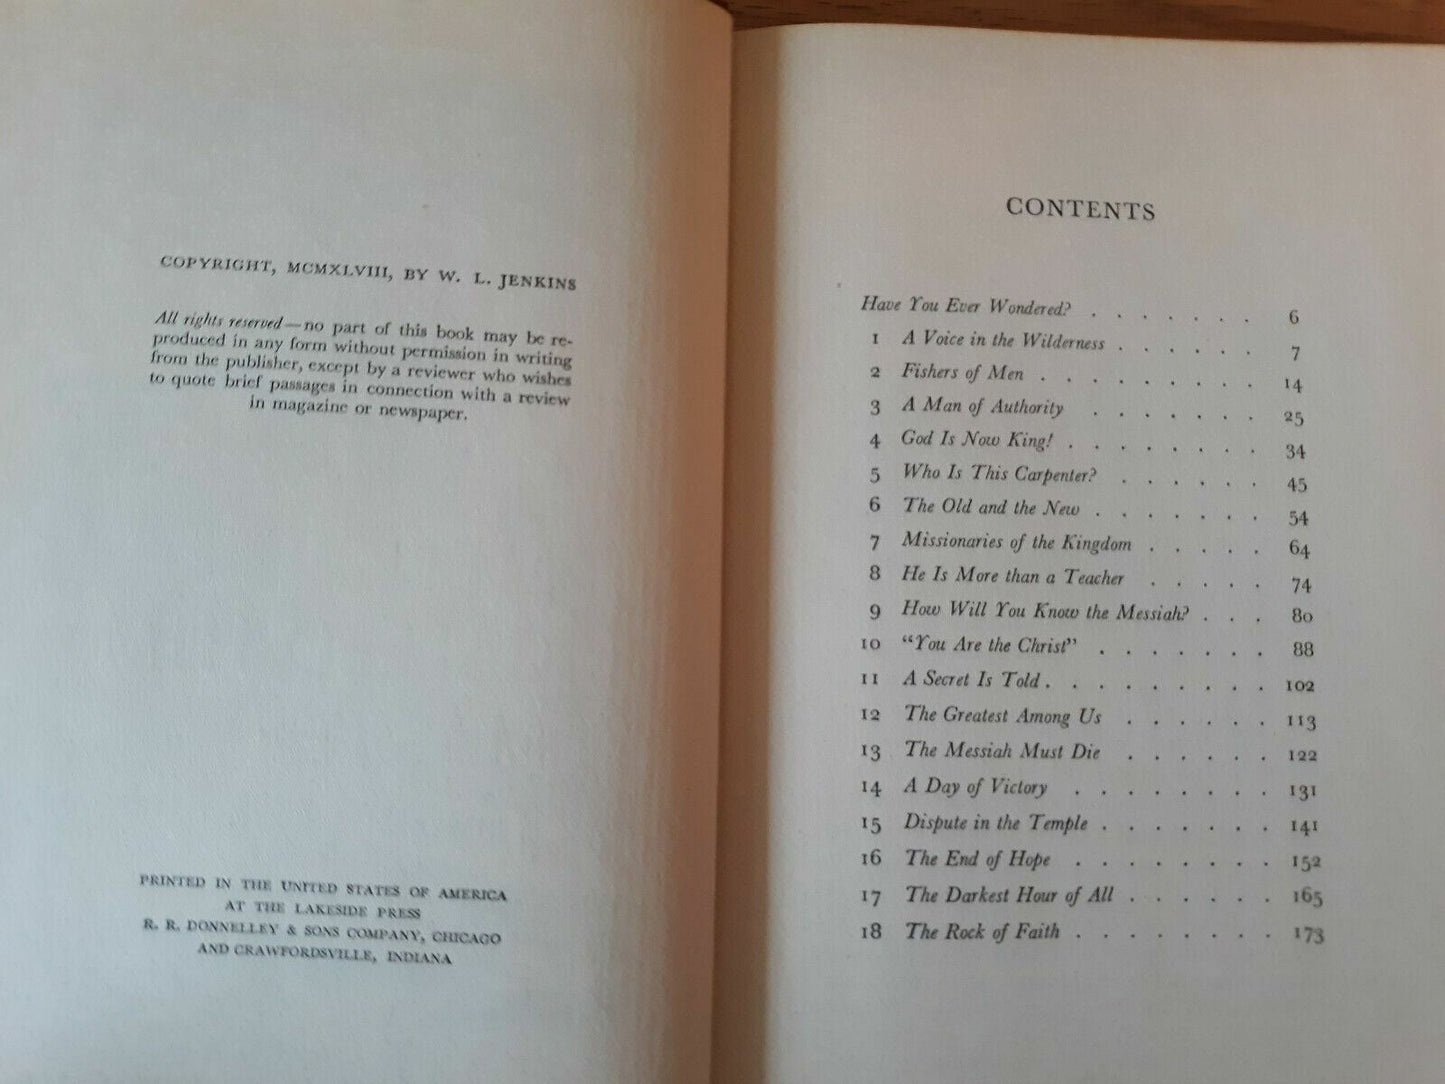 COPYRIGHT, MCMXLVIII, BY W. L. JENKINS
All rights reserved—no part of this book may be re-
produced in any form without permission in writing
from the publisher, except by a reviewer who wishes
to quote brief passages in connection with a review
in magazine or newspaper.
PRINTED IN THE UNITED STATES OF AMERICA
AT THE LAKESIDE PRESS
R. R. DONNELLEY & SONS COMPANY, CHICAGO
AND CRAWFORDSVILLE, INDIANA
CONTENTS
Have You Ever Wondered? . . . . . . . 6
1 A Voice in the Wilderness . . . . . . 7
2 Fishers of Men . . . . . . . . . 14
3 A Man of Authority . . . . . . . 25
4 God Is Now King! . . . . . . . . 34
5 Who Is This Carpenter? . . . . . . 45
6 The Old and the New . . . . . . . 54
7 Missionaries of the Kingdom . . . . . 64
8 He Is More than a Teacher . . . . . 74
9 How Will You Know the Messiah? . . . 80
10 "You Are the Christ" . . . . . . . 88
11 A Secret Is Told . . . . . . . . . 102
12 The Greatest Among Us . . . . . . 113
13 The Messiah Must Die . . . . . . 122
14 A Day of Victory . . . . . . . . 131
15 Dispute in the Temple . . . . . . . 141
16 The End of Hope . . . . . . . . 152
17 The Darkest Hour of All . . . . . . 165
18 The Rock of Faith . . . . . . . . 173